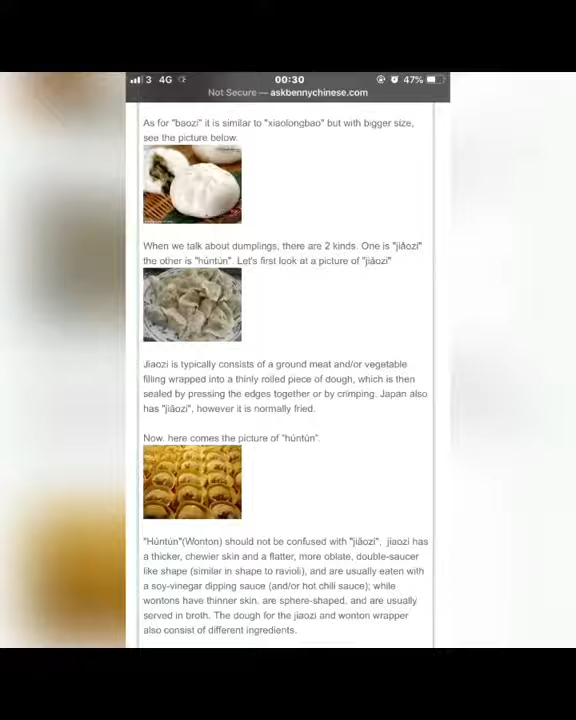 3 4G 00:30 47%
Not Secure — askbennychinese.com
As for "baozi" it is similar to "xiaolongbao" but with bigger size,
see the picture below.
When we talk about dumplings, there are 2 kinds. One is "jiǎozi"
the other is "húntún". Let's first look at a picture of "jiǎozi"
Jiaozi is typically consists of a ground meat and/or vegetable
filling wrapped into a thinly rolled piece of dough, which is then
sealed by pressing the edges together or by crimping. Japan also
has "jiǎozi", however it is normally fried.
Now, here comes the picture of "húntún".
"Húntún"(Wonton) should not be confused with "jiǎozi", jiaozi has
a thicker, chewier skin and a flatter, more oblate, double-saucer
like shape (similar in shape to ravioli), and are usually eaten with
a soy-vinegar dipping sauce (and/or hot chili sauce); while
wontons have thinner skin, are sphere-shaped, and are usually
served in broth. The dough for the jiaozi and wonton wrapper
also consist of different ingredients.